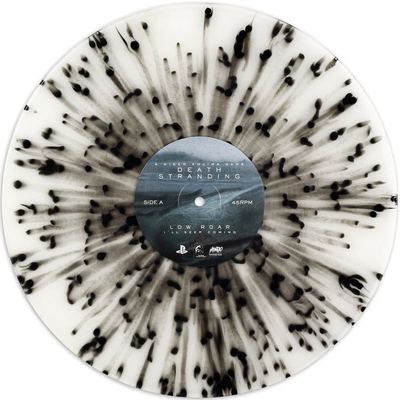 A HIDEO KOJIMA GAME
DEATH
STRANDING
SIDE A
45RPM
LOW ROAR
I'LL KEEP COMING